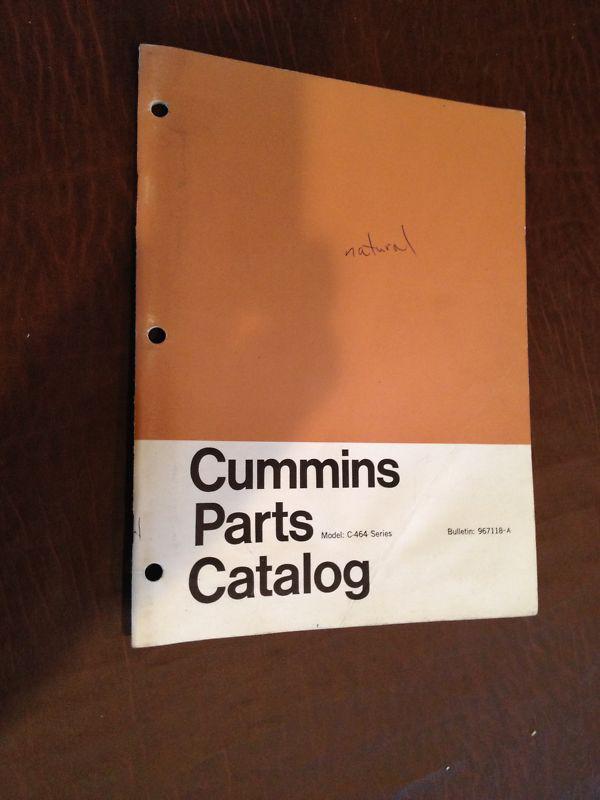 natural
Cummins
Parts
Model: C-464 Series
Bulletin: 967118-A
Catalog